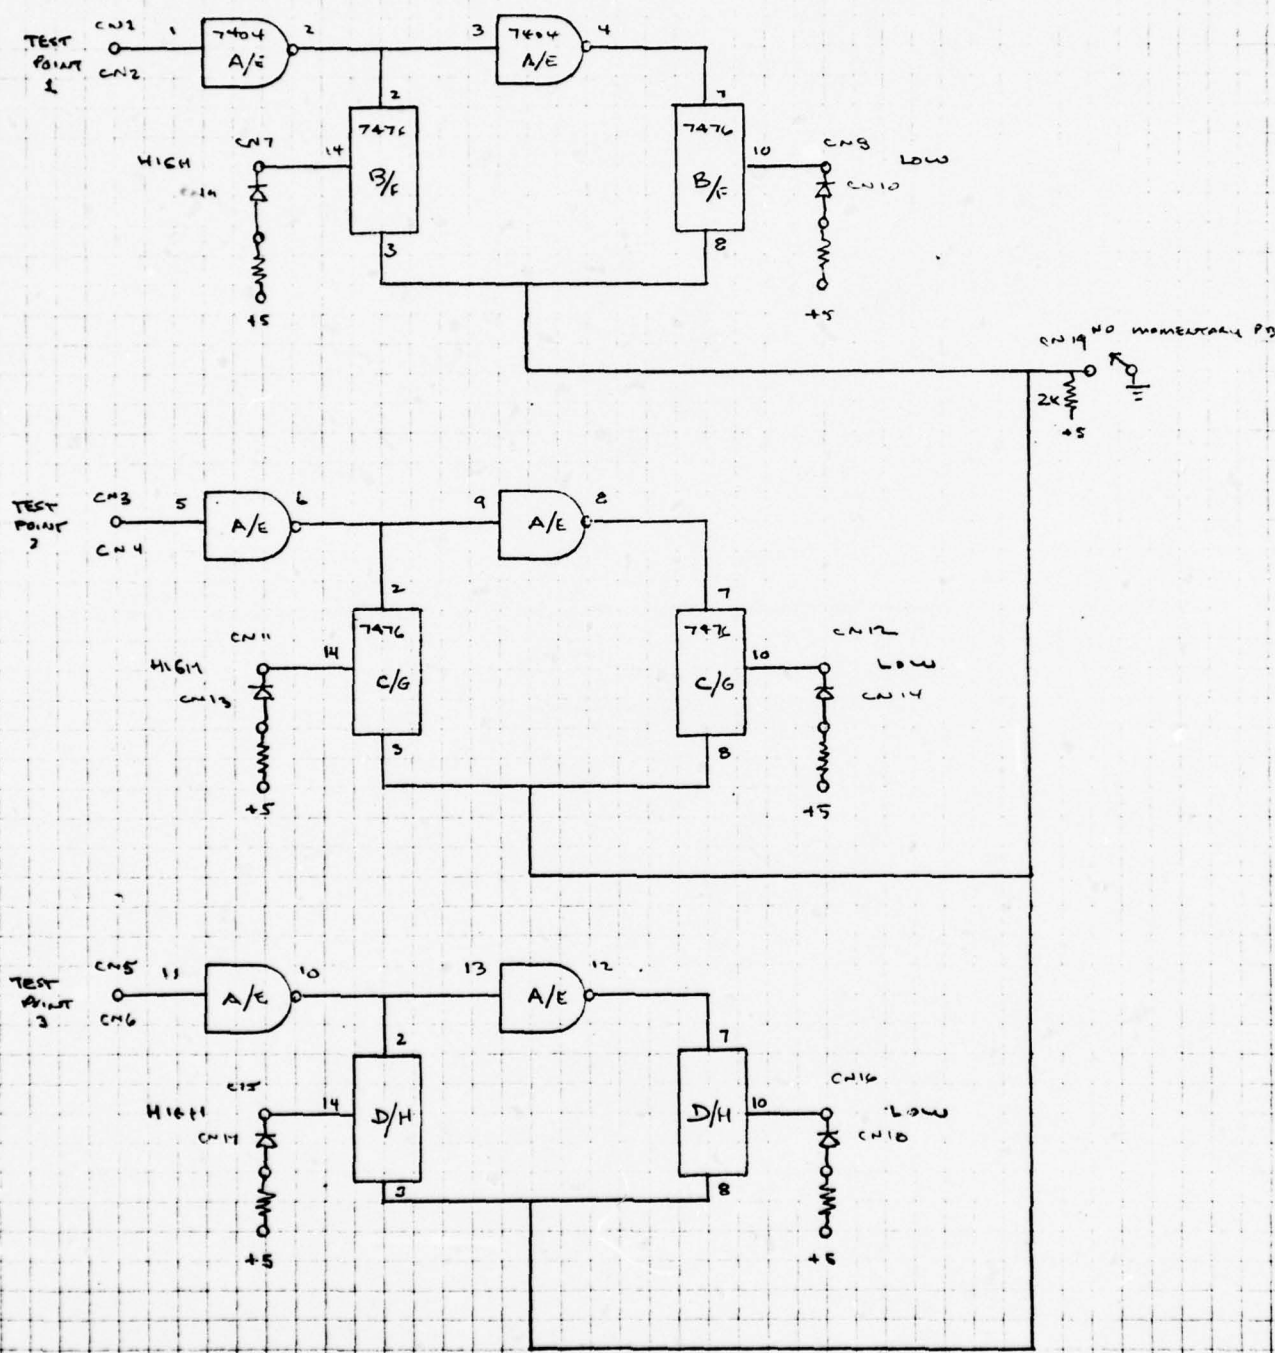 CN1
TEST
POINT
1
CN2
1
7404
A/E
2
3
7404
A/E
4
2
7476
B/F
14
3
HIGH
CN7
+5
7
7476
B/F
10
8
CN9
LOW
CN10
+5
CN19
NO MOMENTARY PB
2K
+5
TEST
POINT
2
CN3
CN4
5
A/E
6
9
A/E
8
2
7476
C/G
14
3
CN11
HIGH
CN13
+5
7
7476
C/G
10
8
CN12
LOW
CN14
+5
TEST
POINT
3
CN5
CN6
11
A/E
10
13
A/E
12
2
D/H
14
3
C15
HIGH
CN17
+5
7
D/H
10
8
CN16
LOW
CN18
+5